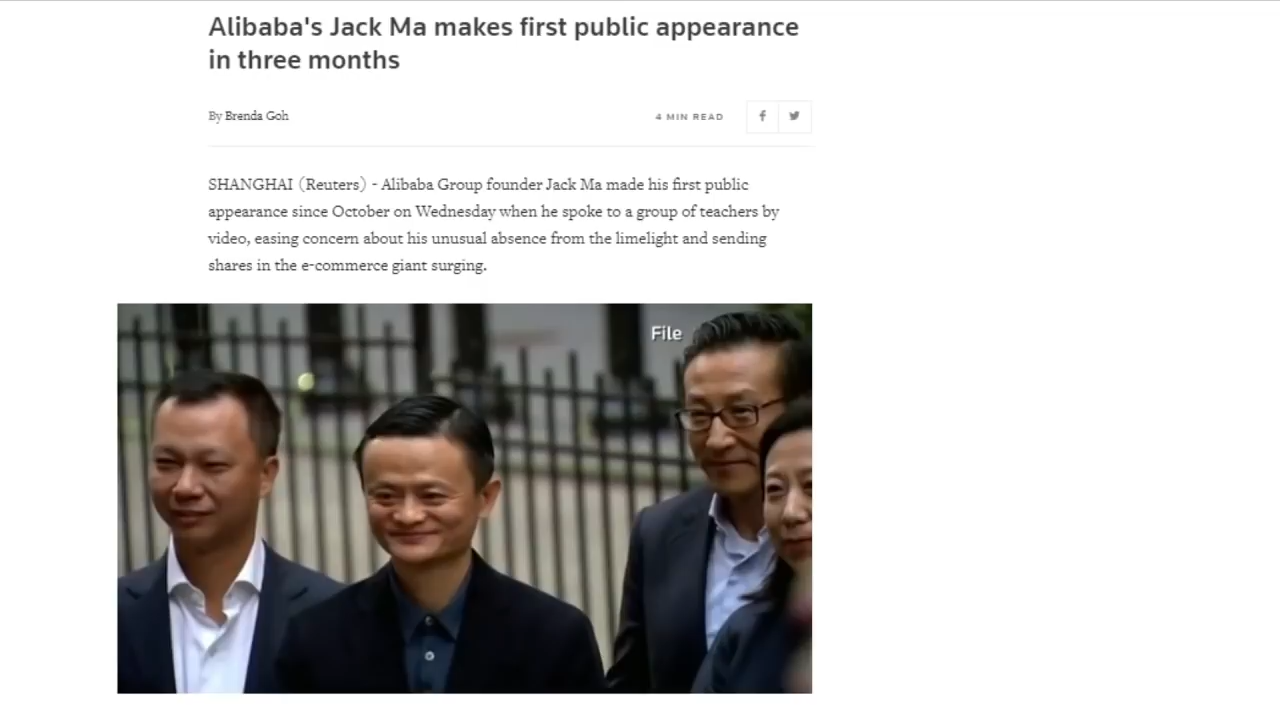 Alibaba's Jack Ma makes first public appearance
in three months
By Brenda Goh
4 MIN READ
SHANGHAI (Reuters) - Alibaba Group founder Jack Ma made his first public
appearance since October on Wednesday when he spoke to a group of teachers by
video, easing concern about his unusual absence from the limelight and sending
shares in the e-commerce giant surging.
File